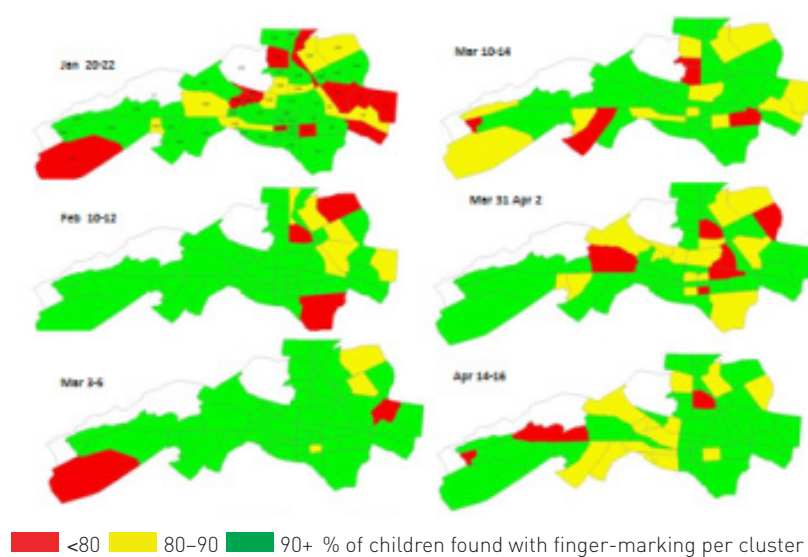 Jan 20-22
Mar 10-14
Feb 10-12
Mar 31 Apr 2
Mar 3-6
Apr 14-16
<80 80–90 90+ % of children found with finger-marking per cluster